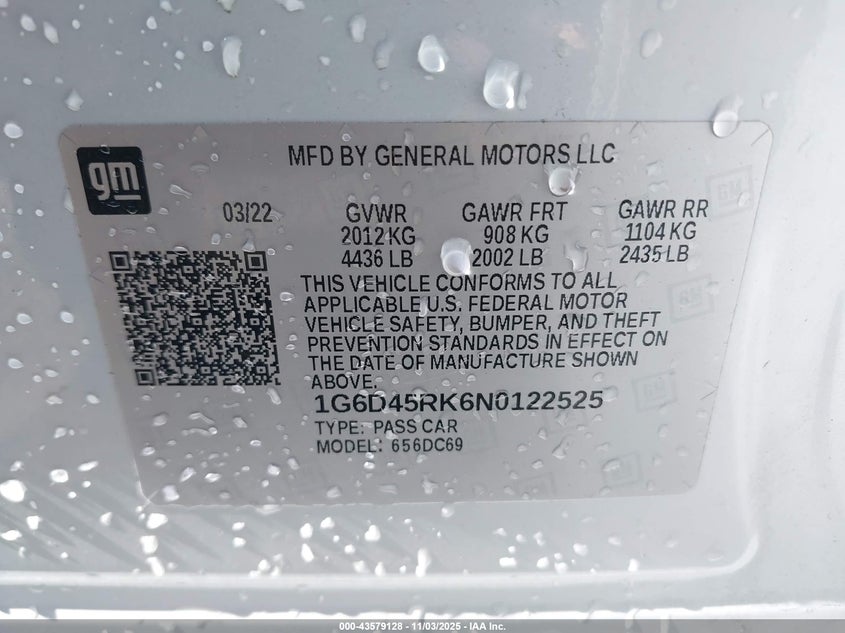 gm
MFD BY GENERAL MOTORS LLC
03/22
GVWR
2012 KG
4436 LB
GAWR FRT
908 KG
2002 LB
GAWR RR
1104 KG
2435 LB
THIS VEHICLE CONFORMS TO ALL
APPLICABLE U.S. FEDERAL MOTOR
VEHICLE SAFETY, BUMPER, AND THEFT
PREVENTION STANDARDS IN EFFECT ON
THE DATE OF MANUFACTURE SHOWN
ABOVE.
1G6D45RK6N0122525
TYPE: PASS CAR
MODEL: 656DC69
000-43579128 - 11/03/2025 - IAA Inc.